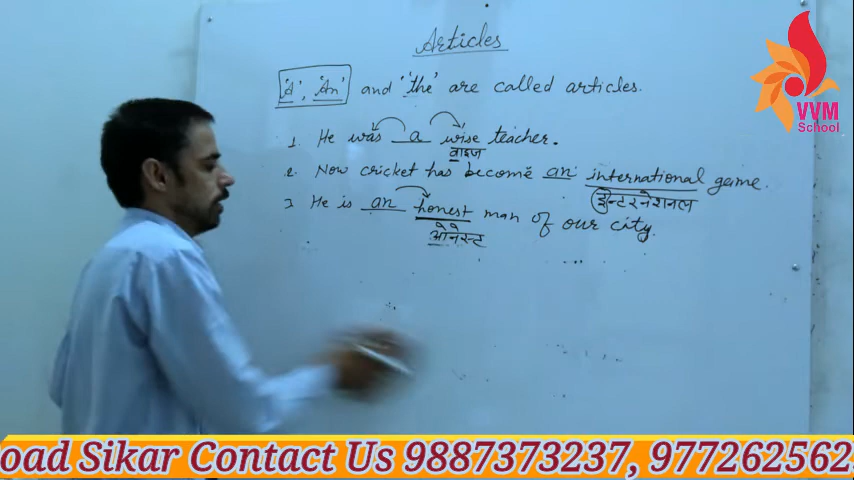 Articles
'A', 'An' and 'the' are called articles.
1. He was a wise teacher.
वाइज
2. Now cricket has become an international game.
इन्टरनेशनल
3. He is an honest man of our city.
ओनेस्ट
VVM
School
oad Sikar Contact Us 9887373237, 977262562